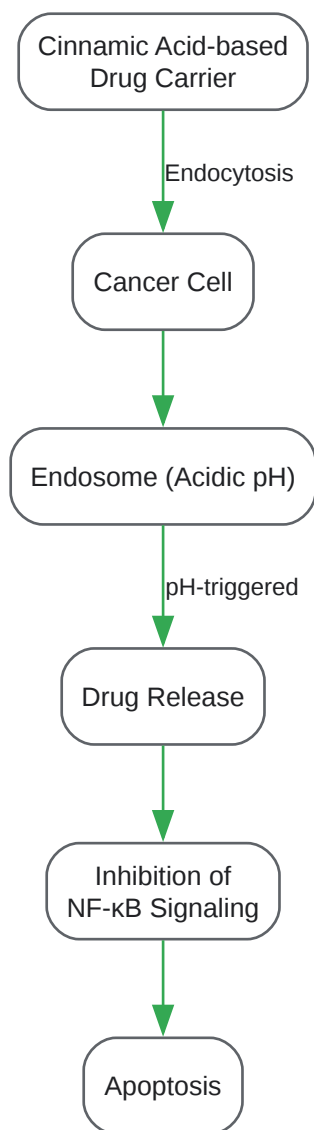 Cinnamic Acid-based
Drug Carrier
Endocytosis
Cancer Cell
Endosome (Acidic pH)
pH-triggered
Drug Release
Inhibition of
NF-κB Signaling
Apoptosis